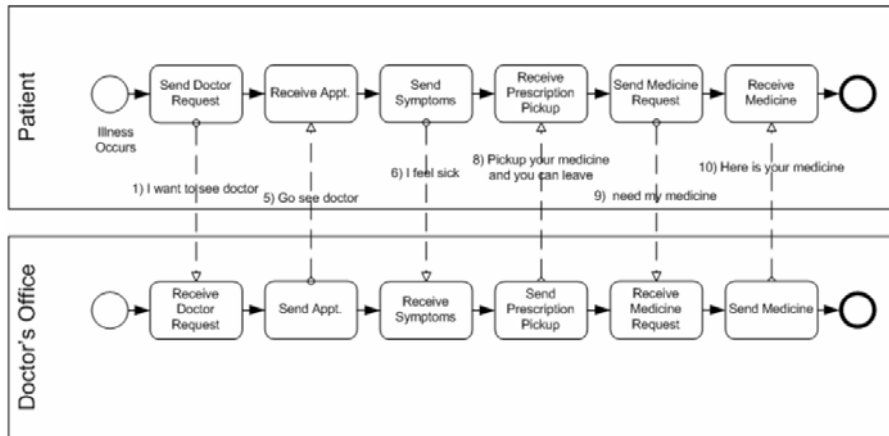 Patient
Send Doctor
Request
Receive Appt.
Send
Symptoms
Receive
Prescription
Pickup
Send Medicine
Request
Receive
Medicine
Illness
Occurs
1) I want to see doctor
5) Go see doctor
6) I feel sick
8) Pickup your medicine
and you can leave
9) need my medicine
10) Here is your medicine
Doctor's Office
Receive
Doctor
Request
Send Appt.
Receive
Symptoms
Send
Prescription
Pickup
Receive
Medicine
Request
Send Medicine